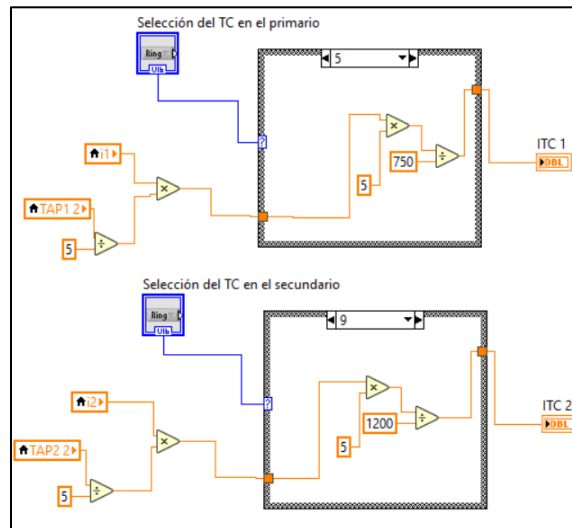 Selección del TC en el primario
Ring
U16
5
i1
×
750
÷
ITC 1
DBL
5
TAP1 2
×
5
÷
Selección del TC en el secundario
Ring
U16
9
i2
×
1200
÷
ITC 2
DBL
5
TAP2 2
×
5
÷